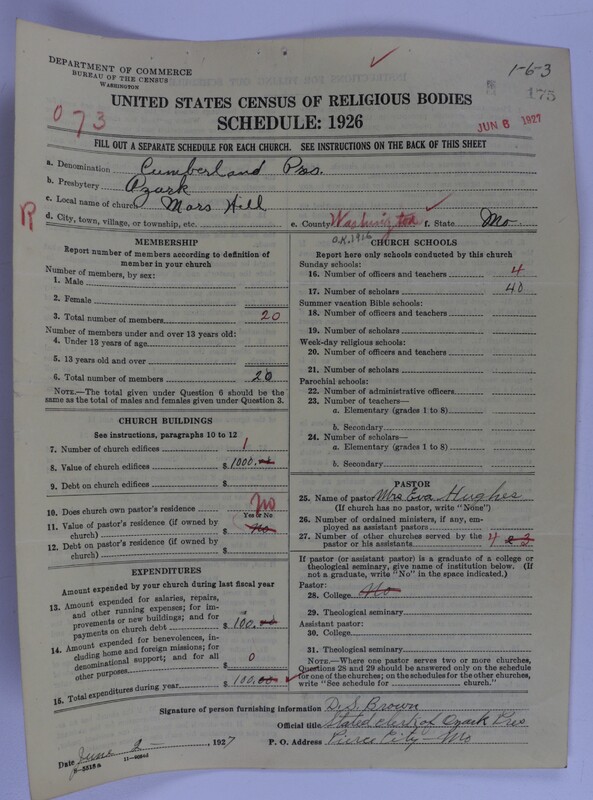 DEPARTMENT OF COMMERCE
BUREAU OF THE CENSUS
WASHINGTON
1-6-3
175
073
UNITED STATES CENSUS OF RELIGIOUS BODIES
SCHEDULE: 1926
JUN 6 1927
FILL OUT A SEPARATE SCHEDULE FOR EACH CHURCH. SEE INSTRUCTIONS ON THE BACK OF THIS SHEET
a. Denomination Cumberland Pres.
b. Presbytery Ozark
c. Local name of church Mars Hill
R d. City, town, village, or township, etc. e. County Washington f. State Mo.
O.K. 1916
MEMBERSHIP
Report number of members according to definition of member in your church
Number of members, by sex:
1. Male
2. Female
3. Total number of members 20
Number of members under and over 13 years old:
4. Under 13 years of age
5. 13 years old and over
6. Total number of members 20
NOTE.—The total given under Question 6 should be the same as the total of males and females given under Question 3.
CHURCH BUILDINGS
See instructions, paragraphs 10 to 12
7. Number of church edifices 1
8. Value of church edifices $ 1000.
9. Debt on church edifices $
10. Does church own pastor's residence no
Yes or No
11. Value of pastor's residence (if owned by church) $ No
12. Debt on pastor's residence (if owned by church) $
EXPENDITURES
Amount expended by your church during last fiscal year
13. Amount expended for salaries, repairs, and other running expenses; for improvements or new buildings; and for payments on church debt $ 100.
14. Amount expended for benevolences, including home and foreign missions; for denominational support; and for all other purposes $ 0
15. Total expenditures during year $ 100.00
CHURCH SCHOOLS
Report here only schools conducted by this church
Sunday schools:
16. Number of officers and teachers 4
17. Number of scholars 40
Summer vacation Bible schools:
18. Number of officers and teachers
19. Number of scholars
Week-day religious schools:
20. Number of officers and teachers
21. Number of scholars
Parochial schools:
22. Number of administrative officers
23. Number of teachers—
a. Elementary (grades 1 to 8)
b. Secondary
24. Number of scholars—
a. Elementary (grades 1 to 8)
b. Secondary
PASTOR
25. Name of pastor Mrs Eva Hughes
(If church has no pastor, write "None")
26. Number of ordained ministers, if any, employed as assistant pastors
27. Number of other churches served by the pastor or his assistants 4 3
If pastor (or assistant pastor) is a graduate of a college or theological seminary, give name of institution below. (If not a graduate, write "No" in the space indicated.)
Pastor:
28. College No
29. Theological seminary
Assistant pastor:
30. College
31. Theological seminary
NOTE.—Where one pastor serves two or more churches, Questions 28 and 29 should be answered only on the schedule for one of the churches; on the schedules for the other churches, write "See schedule for church."
Signature of person furnishing information D. S. Brown
Official title Stated clerk of Ozark Pres
Date June 2 - , 1927 P. O. Address Pierce City - Mo
8-5515a 11-9086d